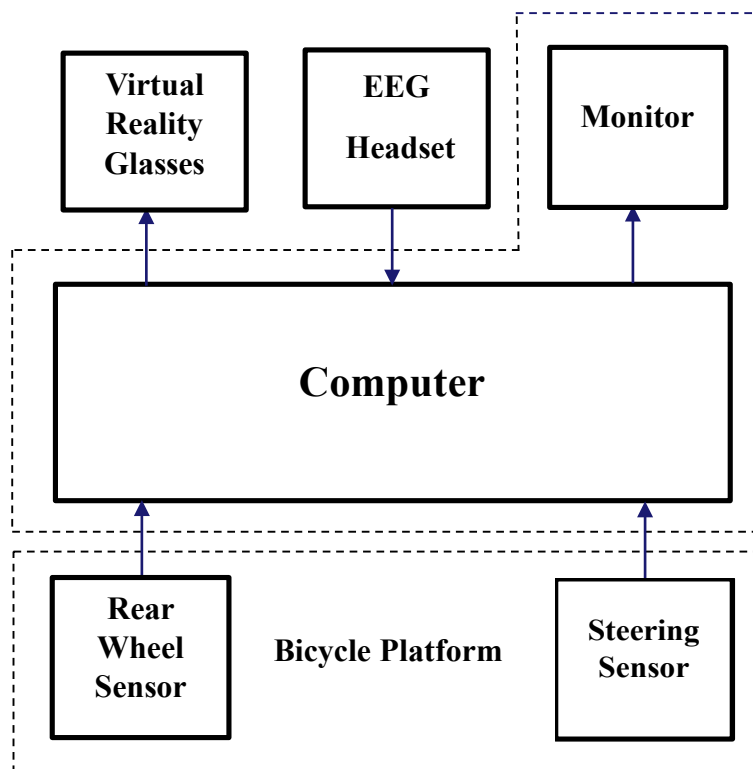 Virtual
Reality
Glasses
EEG
Headset
Monitor
Computer
Rear
Wheel
Sensor
Bicycle Platform
Steering
Sensor